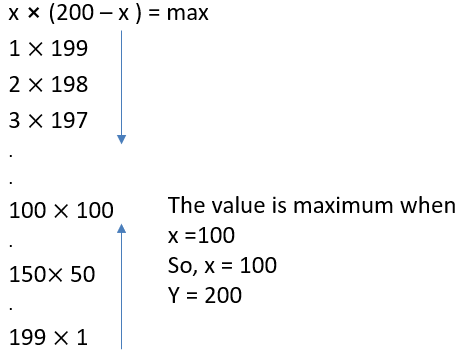 x × (200 – x ) = max
1 × 199
2 × 198
3 × 197
.
.
100 × 100
.
150× 50
.
199 × 1
The value is maximum when
x =100
So, x = 100
Y = 200